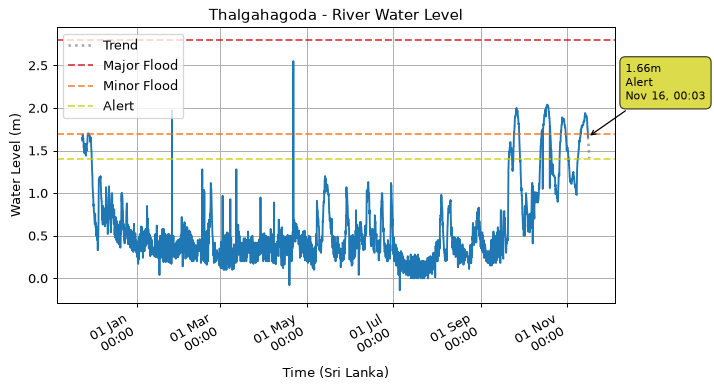 Thalgahagoda - River Water Level
Trend
Major Flood
Minor Flood
Alert
1.66m
Alert
Nov 16, 00:03
Water Level (m)
2.5
2.0
1.5
1.0
0.5
0.0
01 Jan
00:00
01 Mar
00:00
01 May
00:00
01 Jul
00:00
01 Sep
00:00
01 Nov
00:00
Time (Sri Lanka)